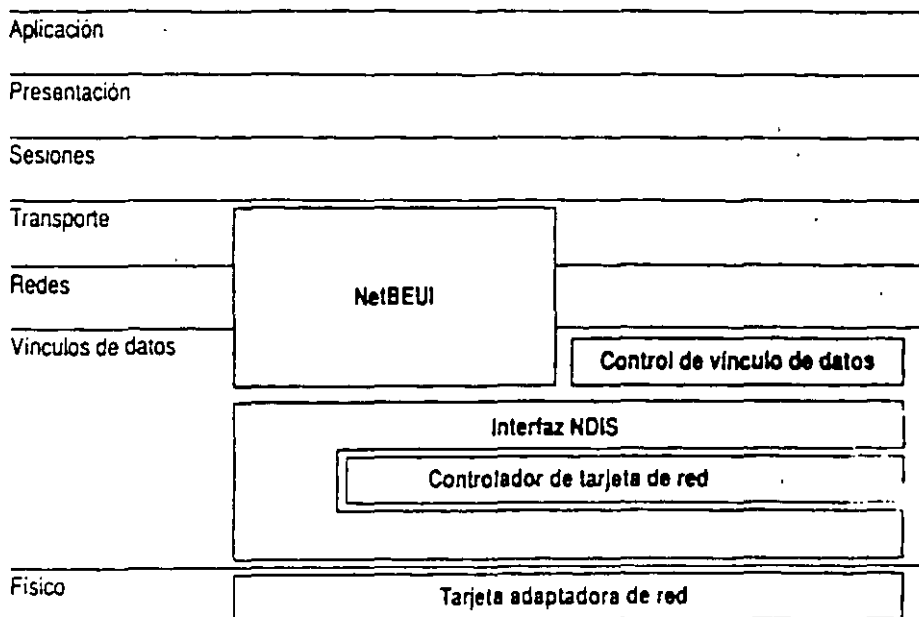 Aplicación
Presentación
Sesiones
Transporte
Redes
NetBEUI
Vínculos de datos
Control de vínculo de datos
Interfaz NDIS
Controlador de tarjeta de red
Físico
Tarjeta adaptadora de red